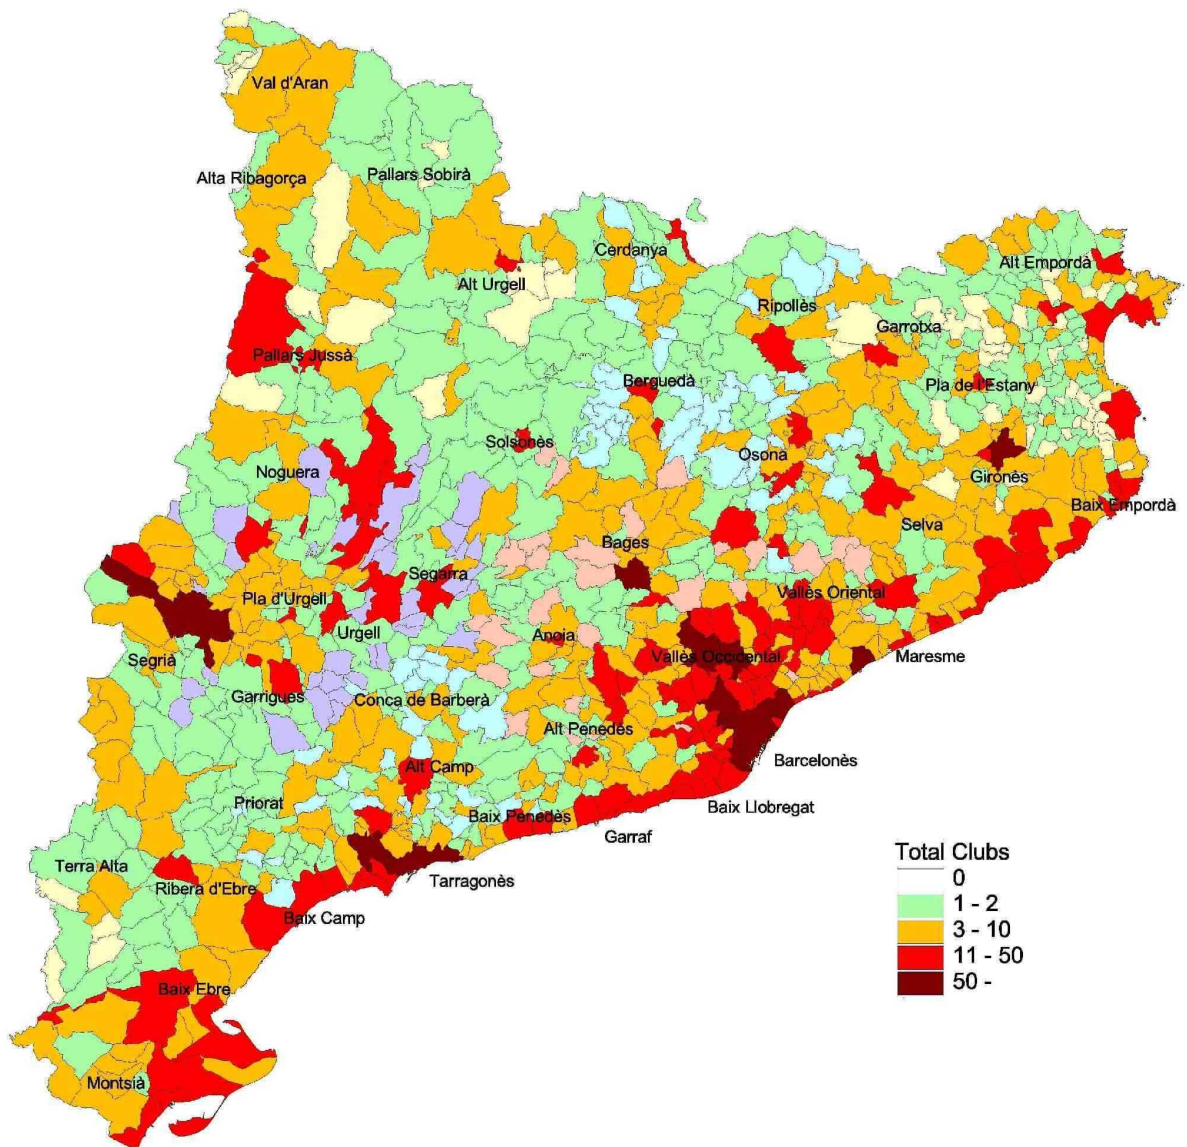 Val d'Aran
Alta Ribagorça
Pallars Sobirà
Cerdanya
Alt Urgell
Alt Empordà
Ripollès
Garrotxa
Pallars Jussà
Berguedà
Pla de l'Estany
Solsonès
Osona
Noguera
Gironès
Baix Empordà
Selva
Bages
Segarra
Pla d'Urgell
Vallès Oriental
Urgell
Anoia
Segrià
Vallès Occidental
Maresme
Garrigues
Conca de Barberà
Alt Penedès
Barcelonès
Alt Camp
Priorat
Baix Penedès
Baix Llobregat
Garraf
Terra Alta
Ribera d'Ebre
Tarragonès
Baix Camp
Baix Ebre
Montsià
Total Clubs
0
1 - 2
3 - 10
11 - 50
50 -